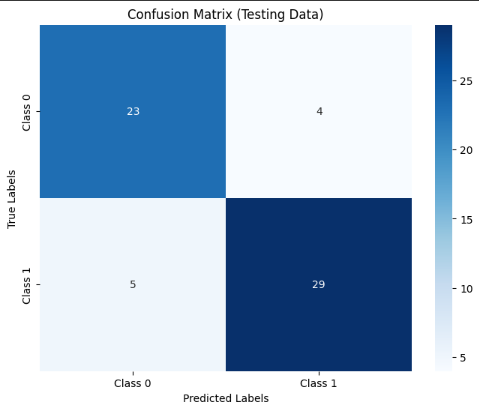 Confusion Matrix (Testing Data)
True Labels
Class 0
23
4
Class 1
5
29
Class 0
Class 1
Predicted Labels
25
20
15
10
5